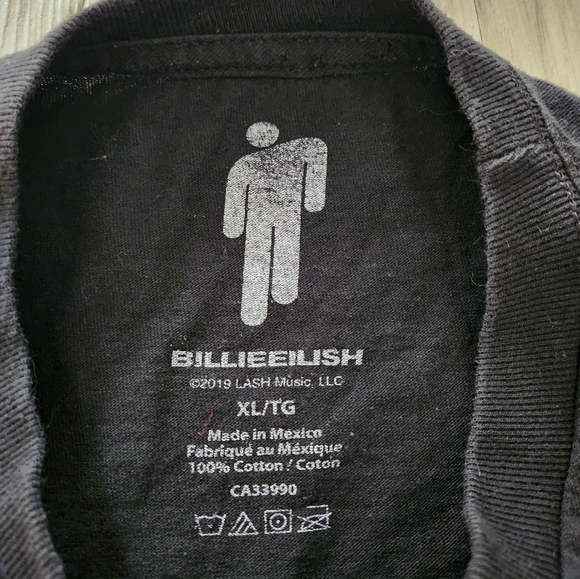 BILLIEEILISH
©2019 LASH Music, LLC
XL/TG
Made in Mexico
Fabriqué au Méxique
100% Cotton / Coton
CA33990